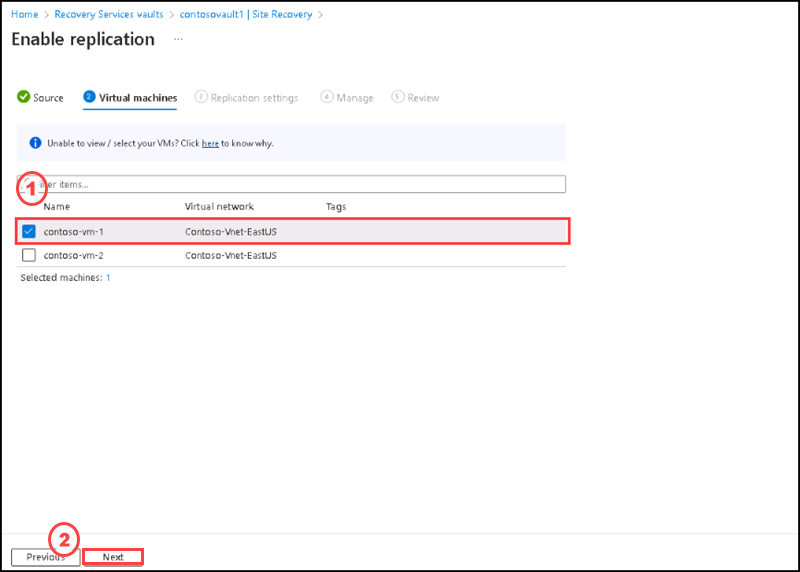 Home > Recovery Services vaults > contosovault1 | Site Recovery >
Enable replication ...
Source 2 Virtual machines 3 Replication settings 4 Manage 5 Review
i Unable to view / select your VMs? Click here to know why.
1 items...
Name Virtual network Tags
contoso-vm-1 Contoso-Vnet-EastUS
contoso-vm-2 Contoso-Vnet-EastUS
Selected machines: 1
2
Previous Next